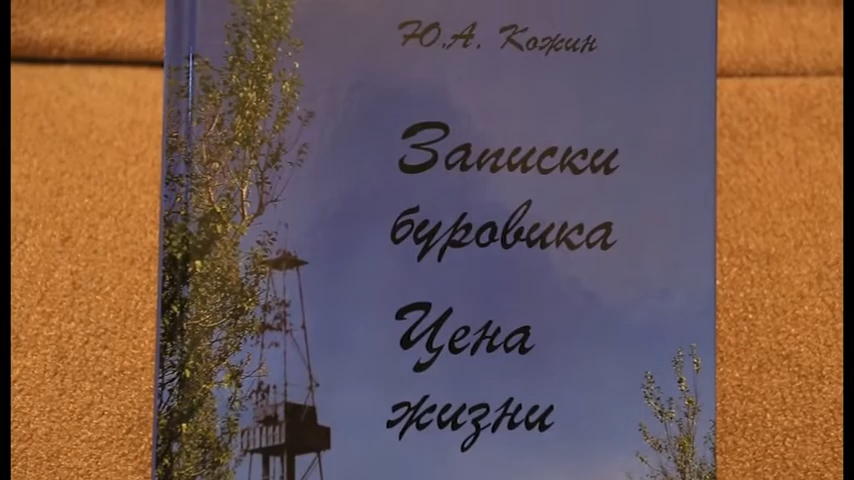 Ю.А. Кожин
Записки
буровика
Цена
жизни